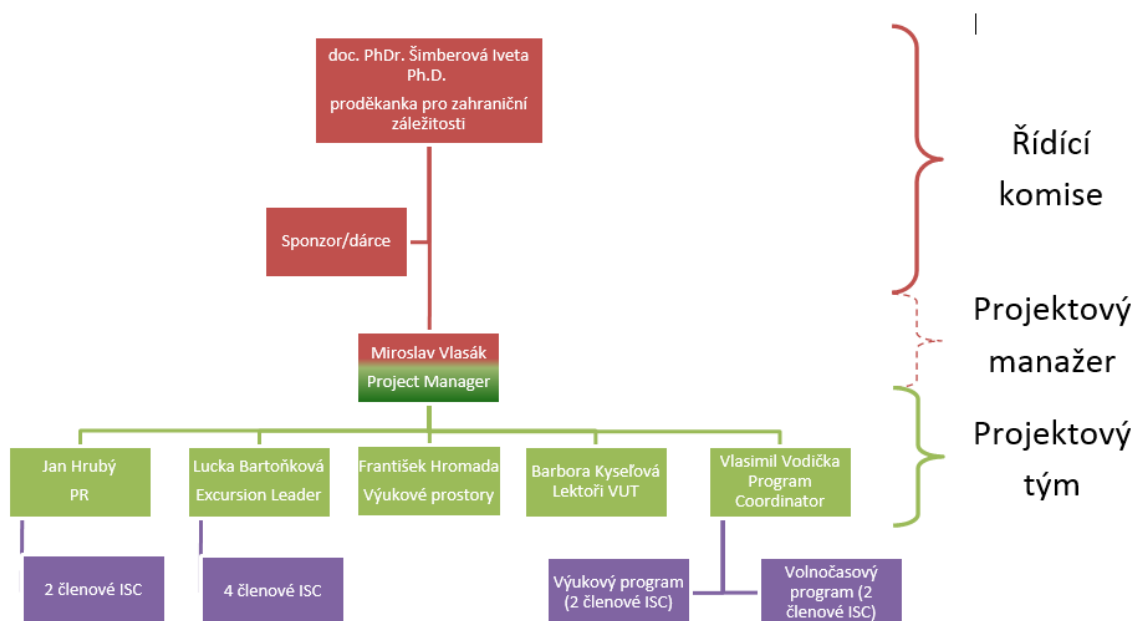 doc. PhDr. Šimberová Iveta
Ph.D.
proděkanka pro zahraniční
záležitosti
Řídící
komise
Sponzor/dárce
Projektový
manažer
Miroslav Vlasák
Project Manager
Projektový
tým
Jan Hrubý
PR
Lucka Bartoňková
Excursion Leader
František Hromada
Výukové prostory
Barbora Kyseľová
Lektoři VUT
Vlasimil Vodička
Program
Coordinator
2 členové ISC
4 členové ISC
Výukový program
(2 členové ISC)
Volnočasový
program (2
členové ISC)